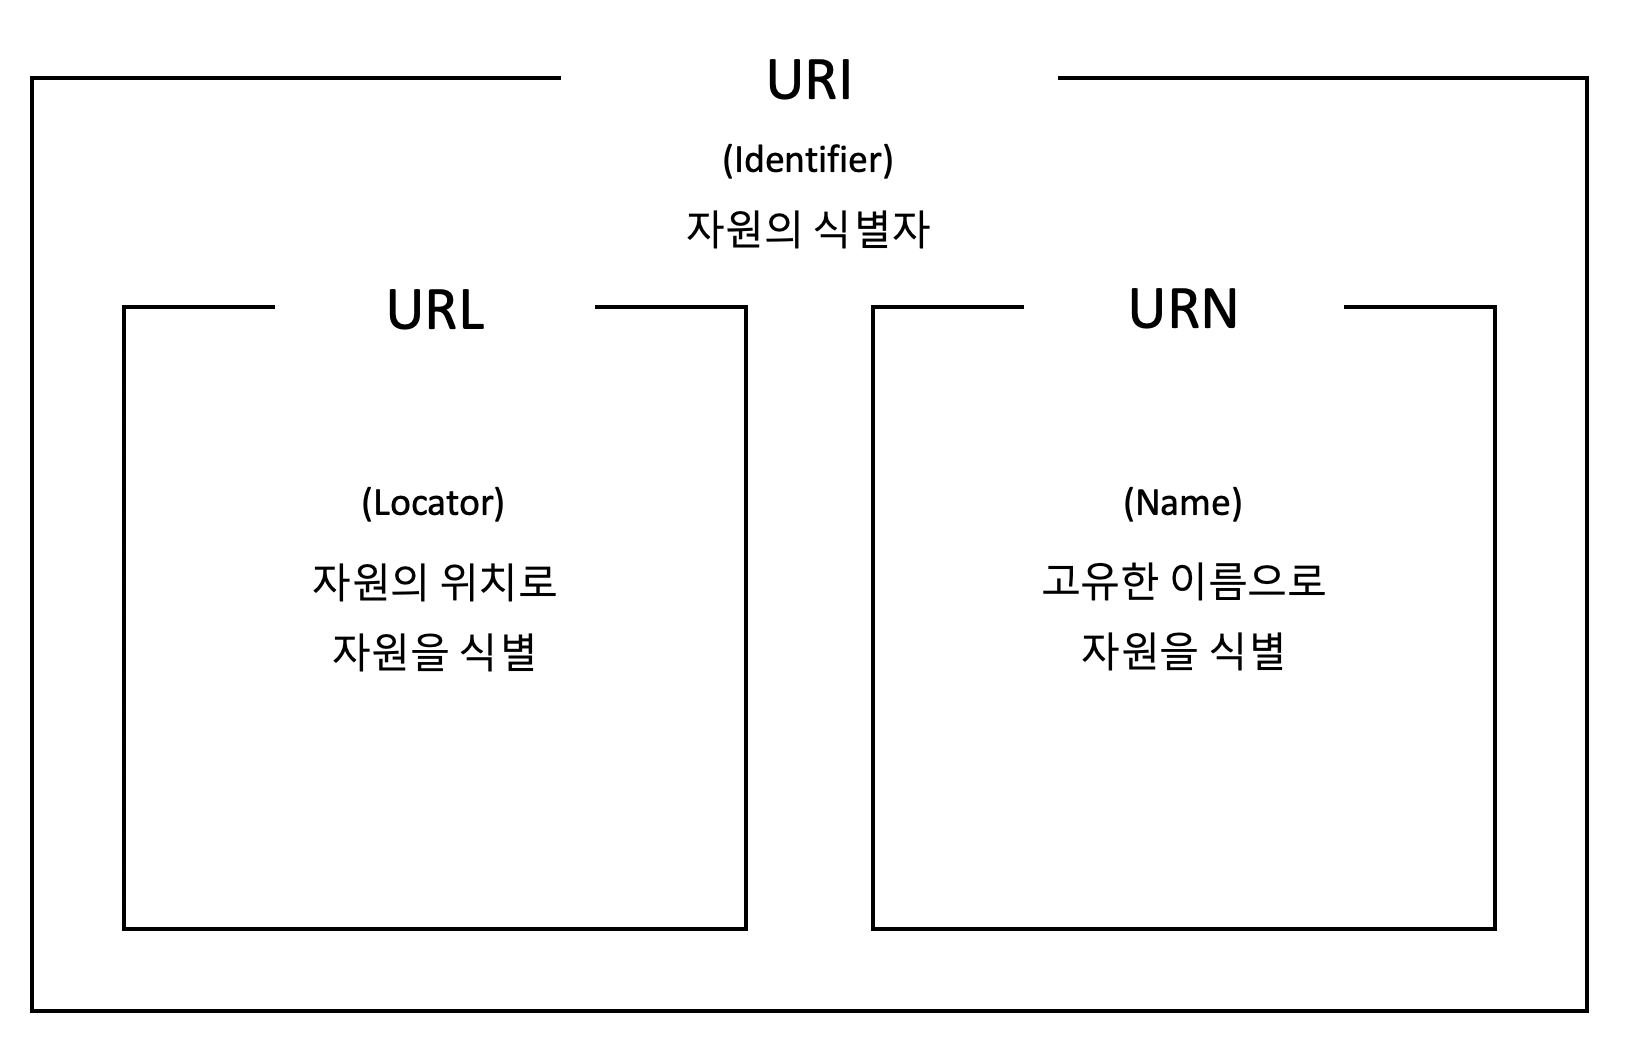 URI
(Identifier)
자원의 식별자
URL
(Locator)
자원의 위치로
자원을 식별
URN
(Name)
고유한 이름으로
자원을 식별